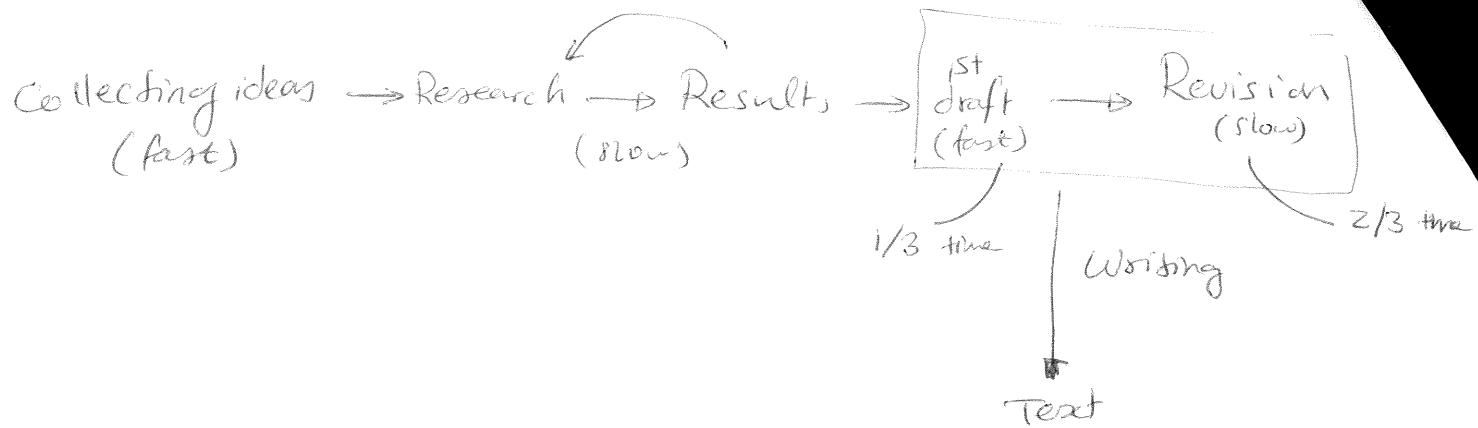 Collecting ideas → Research → Results → 1st draft → Revision
(fast) (slow) (fast) (slow)
1/3 time 2/3 time
Writing
Text